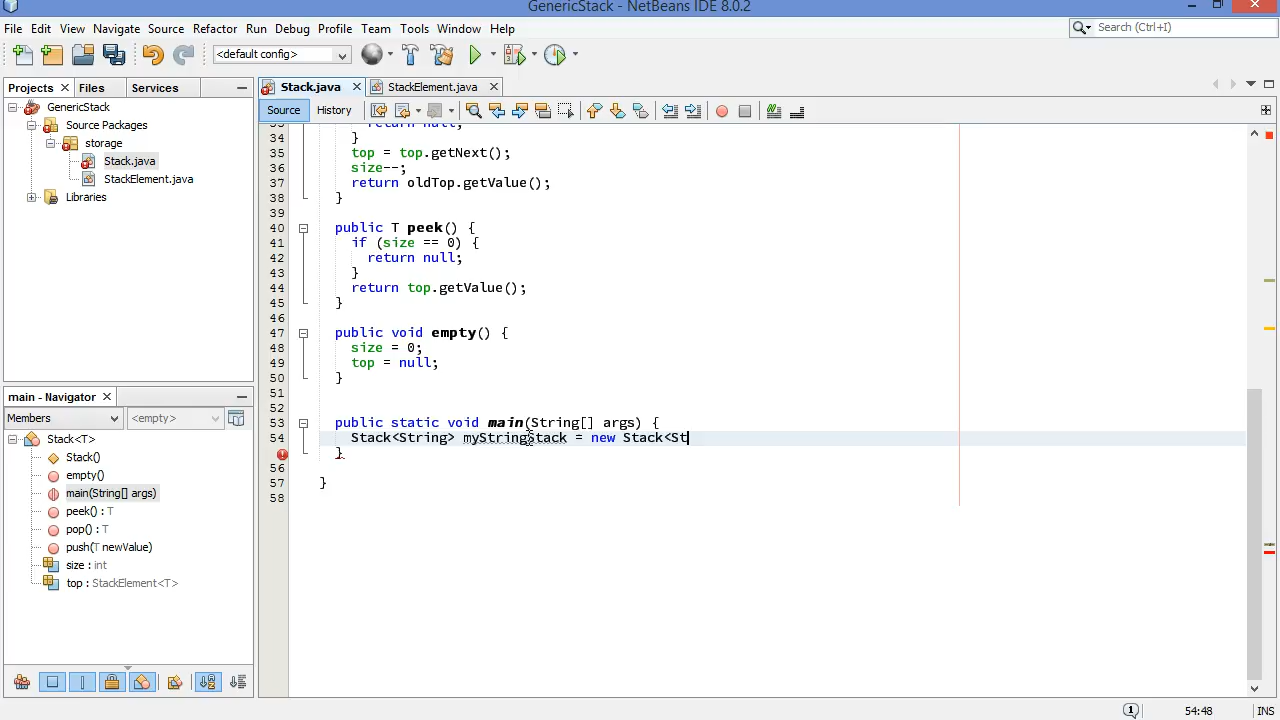 GenericStack - NetBeans IDE 8.0.2
File Edit View Navigate Source Refactor Run Debug Profile Team Tools Window Help
Search (Ctrl+I)
<default config>
Projects Files Services
Stack.java StackElement.java
Source History
GenericStack
Source Packages
storage
Stack.java
StackElement.java
Libraries
return null;
34 }
35 top = top.getNext();
36 size--;
37 return oldTop.getValue();
38 }
39
40 public T peek() {
41 if (size == 0) {
42 return null;
43 }
44 return top.getValue();
45 }
46
47 public void empty() {
48 size = 0;
49 top = null;
50 }
51
52
53 public static void main(String[] args) {
54 Stack<String> myStringStack = new Stack<St
}
56
57 }
58
main - Navigator
Members <empty>
Stack<T>
Stack()
empty()
main(String[] args)
peek() : T
pop() : T
push(T newValue)
size : int
top : StackElement<T>
1 54:48 INS